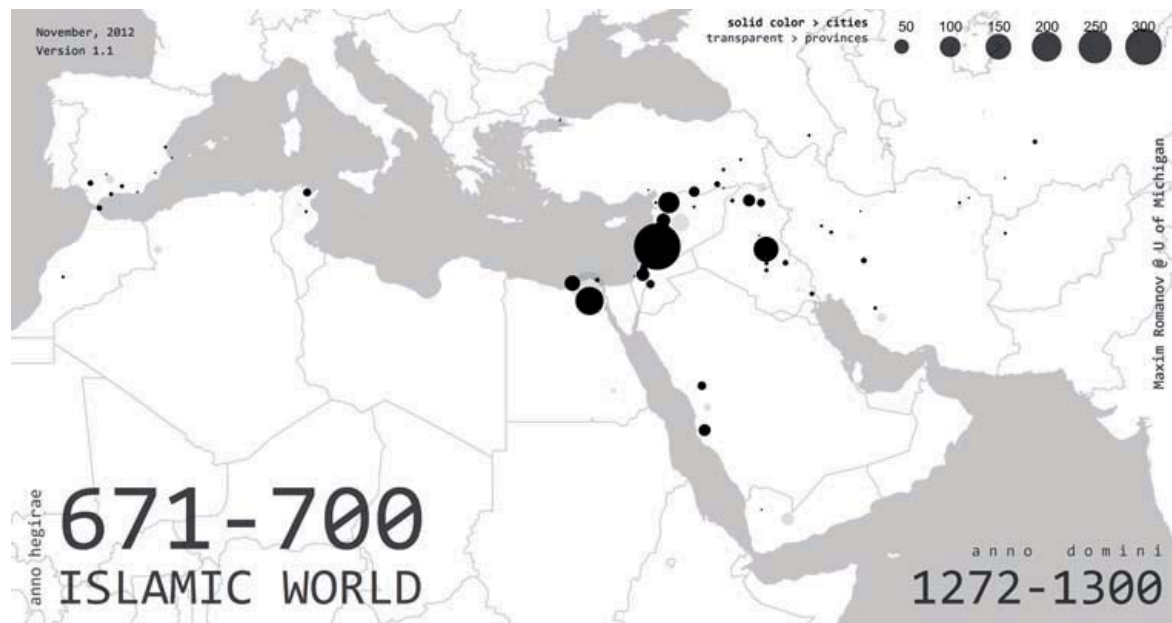 November, 2012
Version 1.1
solid color > cities
transparent > provinces
50 100 150 200 250 300
Maxim Romanov @ U of Michigan
anno hegirae
671-700
ISLAMIC WORLD
anno domini
1272-1300